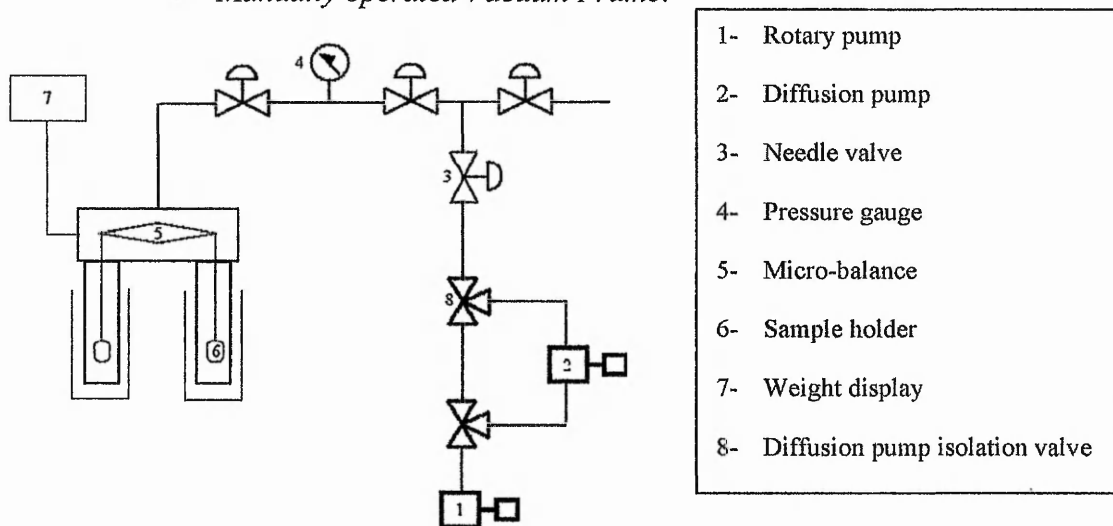 Manually operated Vacuum Frame.
1- Rotary pump
2- Diffusion pump
3- Needle valve
4- Pressure gauge
5- Micro-balance
6- Sample holder
7- Weight display
8- Diffusion pump isolation valve
4
7
3
5
8
6
2
1